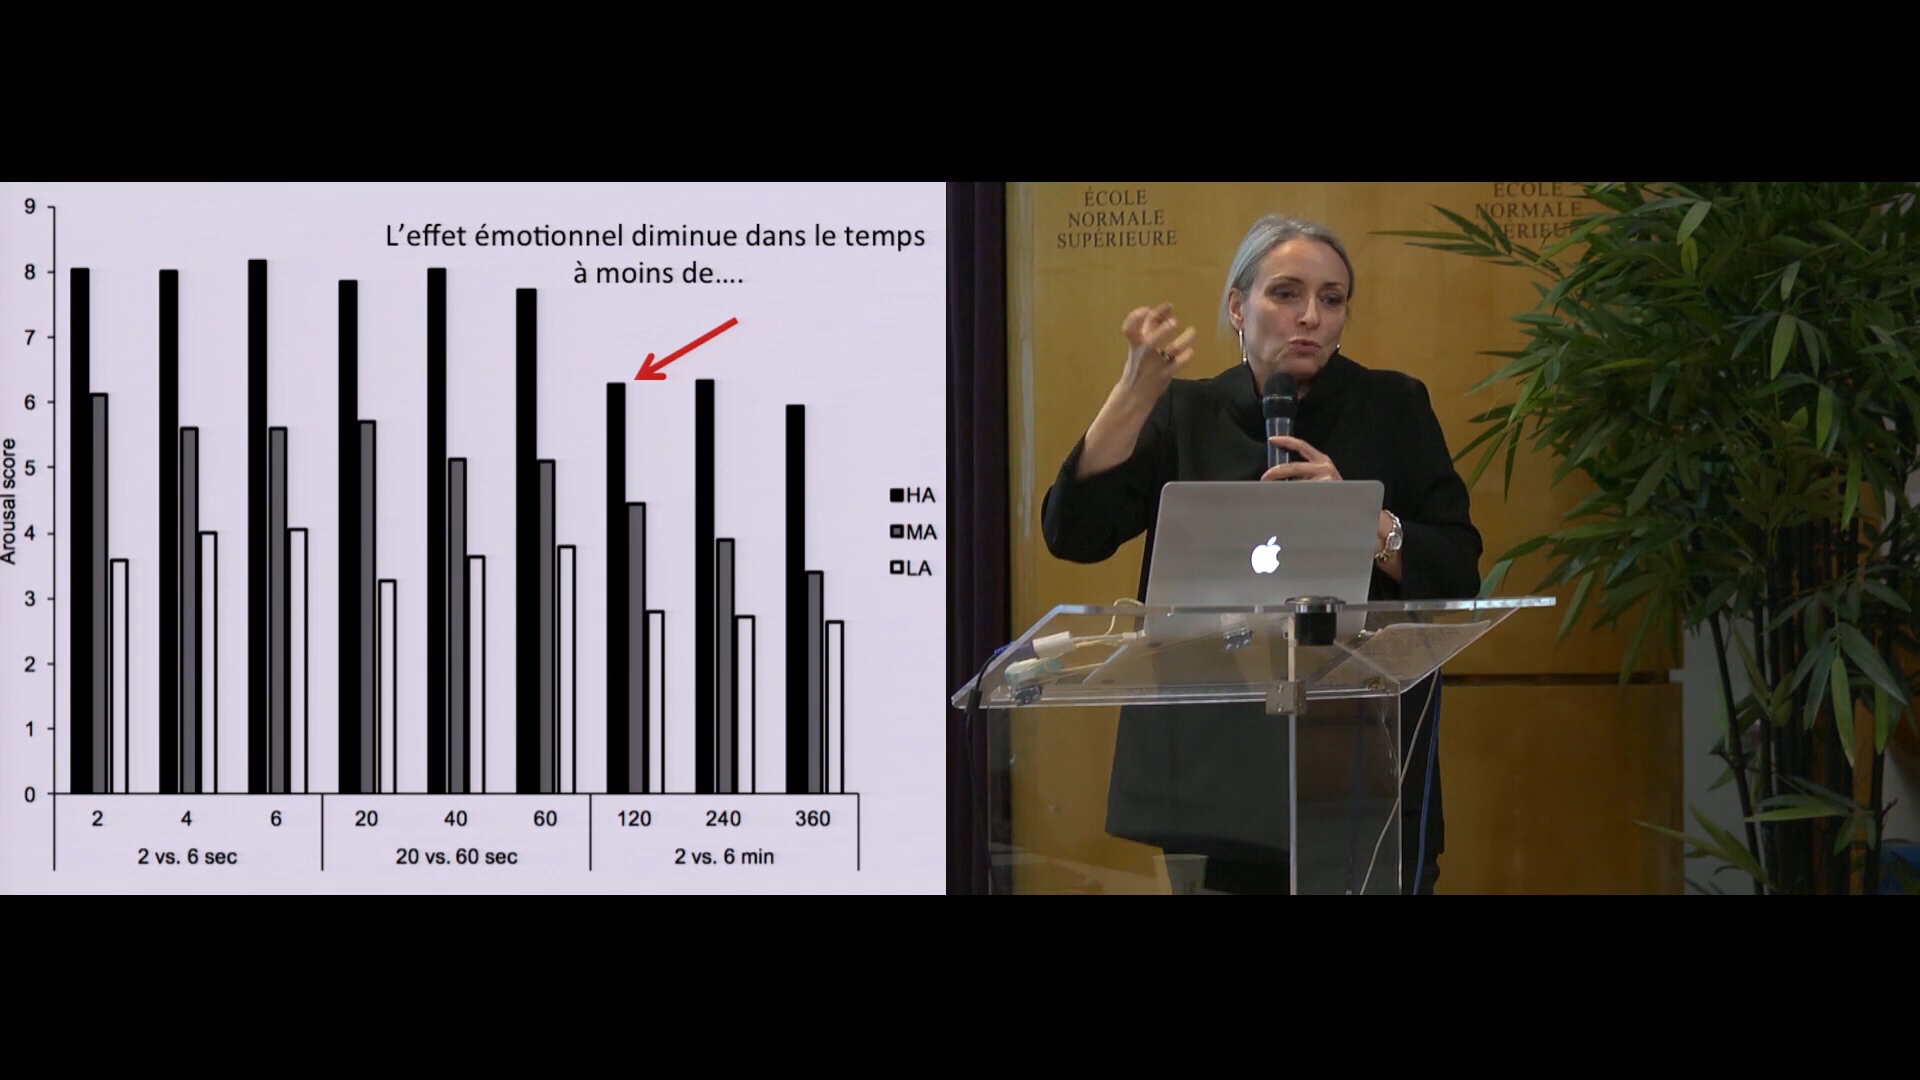 9
L'effet émotionnel diminue dans le temps
à moins de....
8
7
6
5
4
3
2
1
0
Arousal score
HA
MA
LA
2 4 6 20 40 60 120 240 360
2 vs. 6 sec 20 vs. 60 sec 2 vs. 6 min
ÉCOLE
NORMALE
SUPÉRIEURE
ÉCOLE
NORMALE